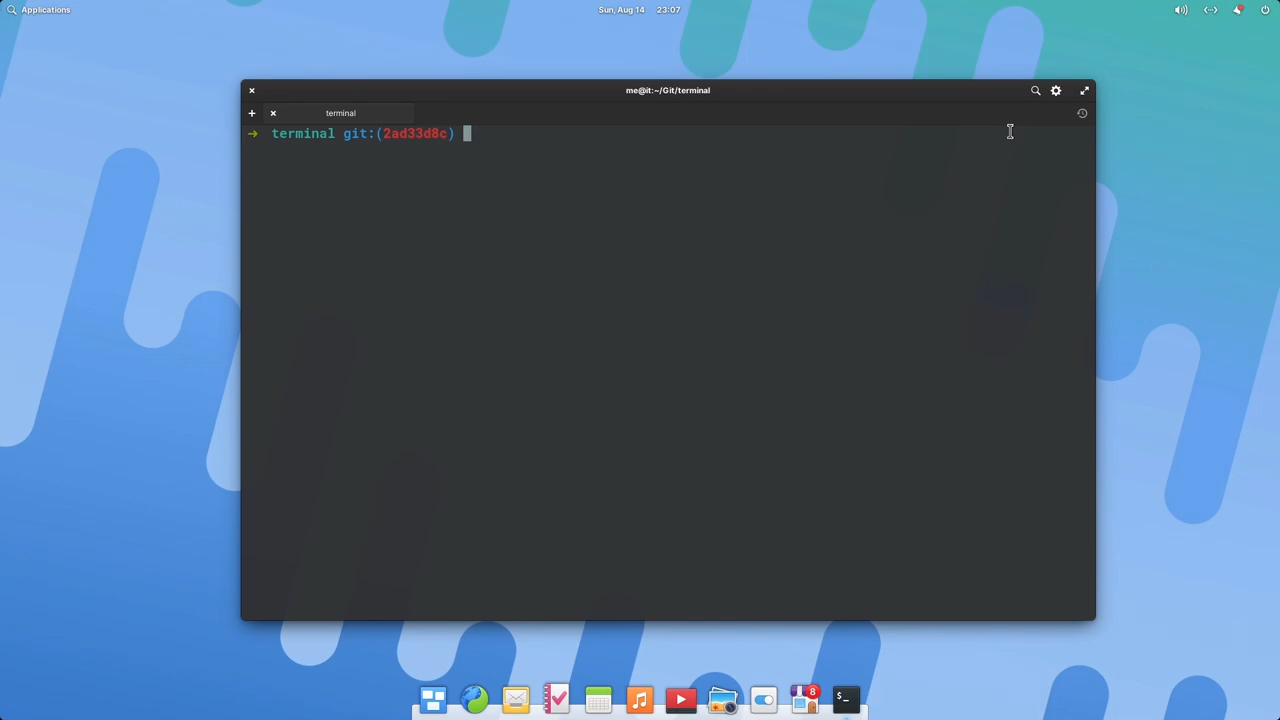 Applications
Sun, Aug 14 23:07
me@it:~/Git/terminal
terminal
➜ terminal git:(2ad33d8c)
8
$_